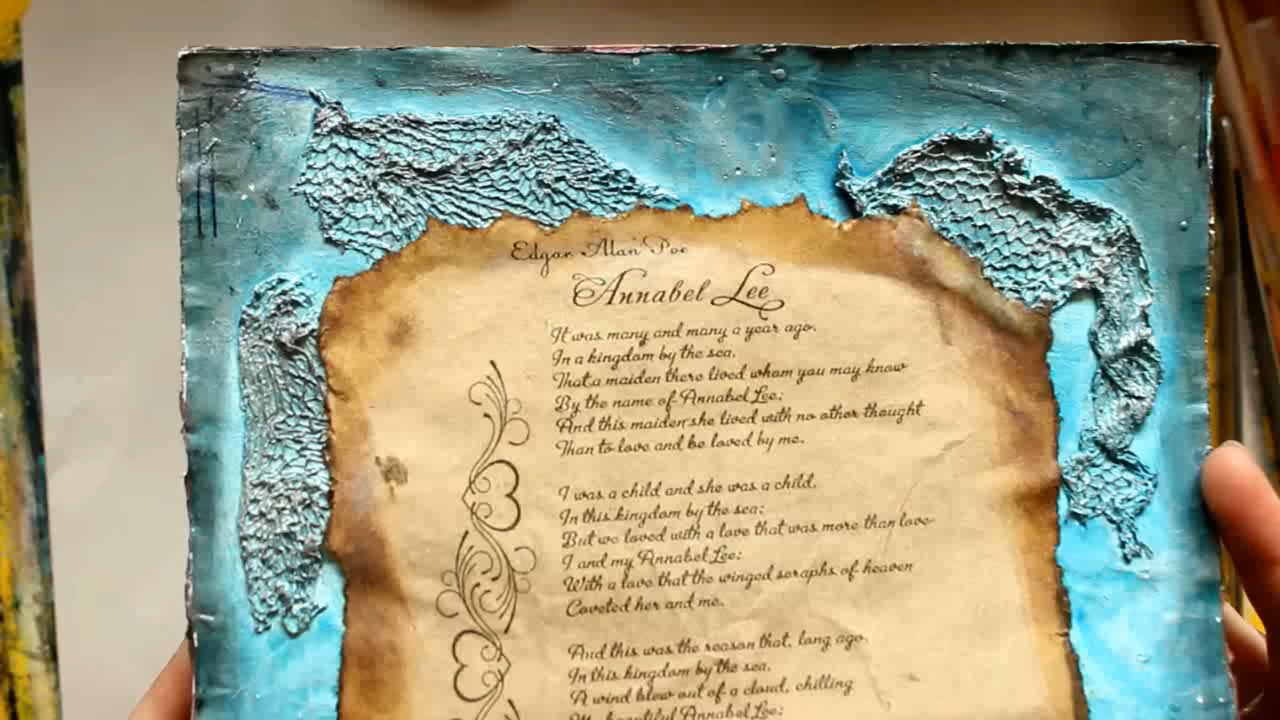 Edgar Alan Poe
Annabel Lee
It was many and many a year ago,
In a kingdom by the sea,
That a maiden there lived whom you may know
By the name of Annabel Lee;
And this maiden she lived with no other thought
Than to love and be loved by me.
I was a child and she was a child,
In this kingdom by the sea;
But we loved with a love that was more than love-
I and my Annabel Lee;
With a love that the winged seraphs of heaven
Coveted her and me.
And this was the reason that, long ago,
In this kingdom by the sea,
A wind blew out of a cloud, chilling
My beautiful Annabel Lee;